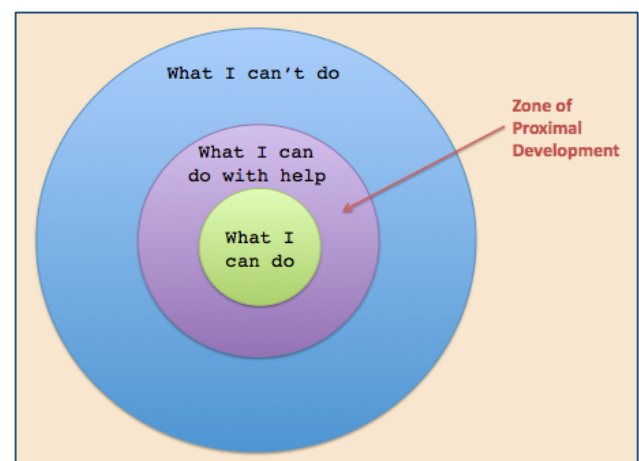 What I can't do
Zone of
Proximal
Development
What I can
do with help
What I
can do